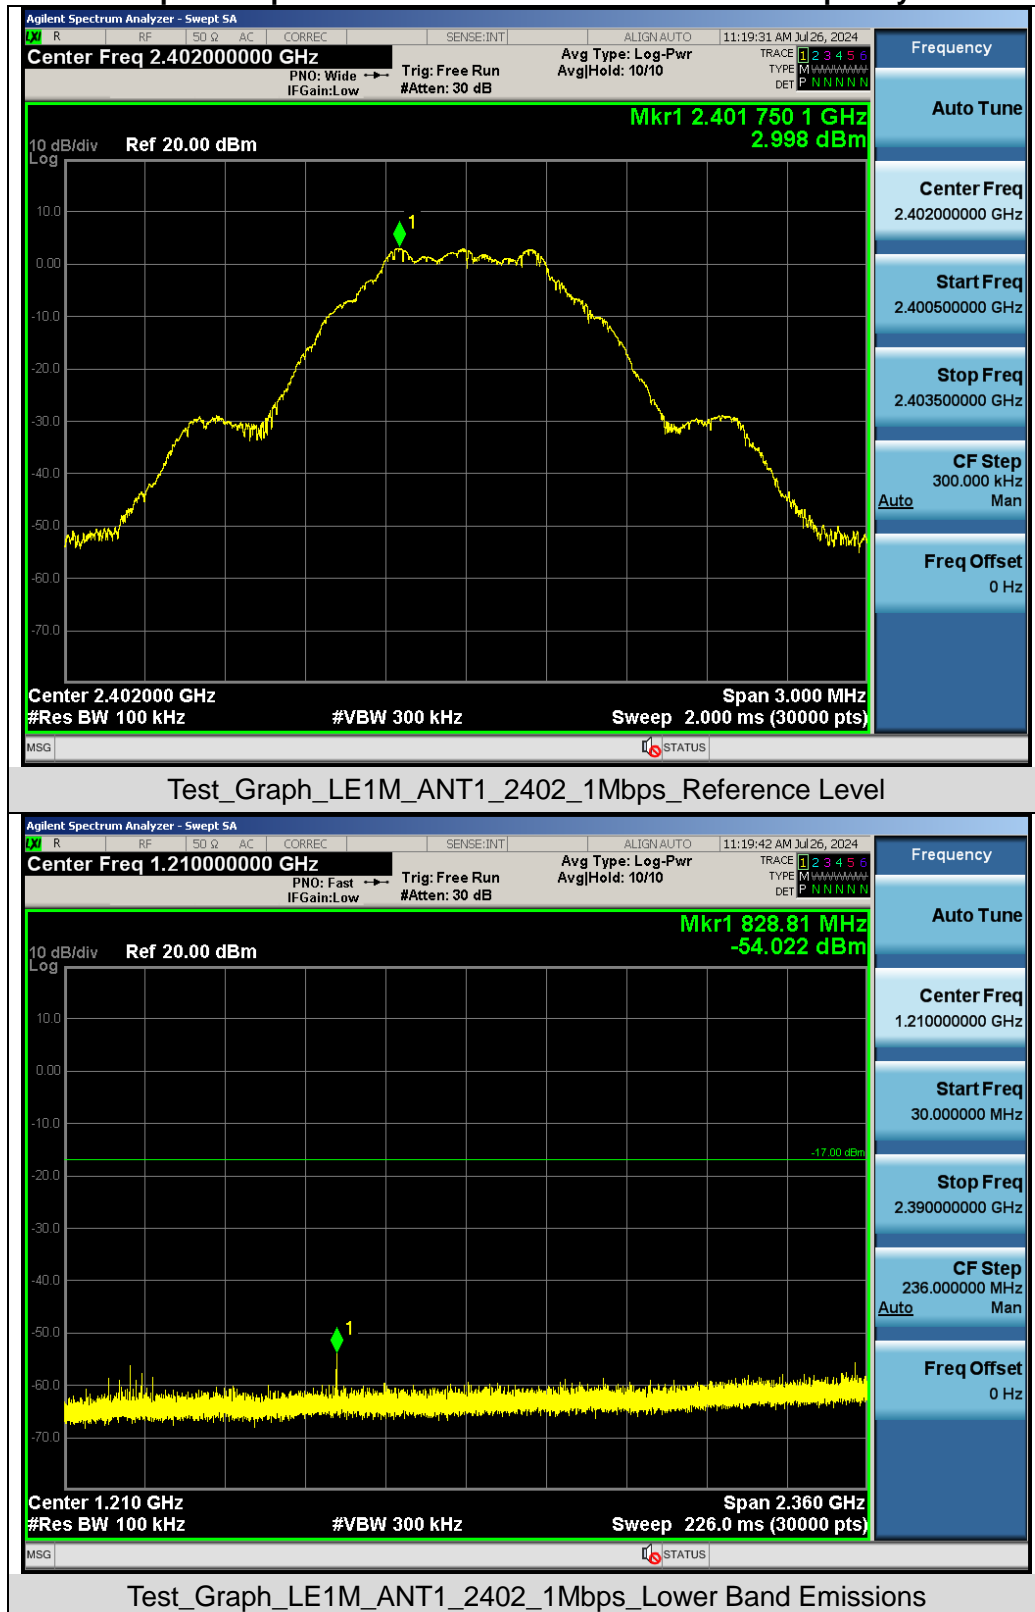 Agilent Spectrum Analyzer - Swept SA
LXI R RF 50 Ω AC CORREC SENSE:INT ALIGN AUTO 11:19:31 AM Jul 26, 2024
Center Freq 2.402000000 GHz
PNO: Wide
IFGain:Low
Trig: Free Run
#Atten: 30 dB
Avg Type: Log-Pwr
Avg|Hold: 10/10
TRACE 1 2 3 4 5 6
TYPE M
DET P N N N N N
Mkr1 2.401 750 1 GHz
2.998 dBm
10 dB/div Ref 20.00 dBm
Log
10.0
0.00
-10.0
-20.0
-30.0
-40.0
-50.0
-60.0
-70.0
1
Center 2.402000 GHz Span 3.000 MHz
#Res BW 100 kHz #VBW 300 kHz Sweep 2.000 ms (30000 pts)
MSG STATUS
Frequency
Auto Tune
Center Freq
2.402000000 GHz
Start Freq
2.400500000 GHz
Stop Freq
2.403500000 GHz
CF Step
300.000 kHz
Auto Man
Freq Offset
0 Hz
Test_Graph_LE1M_ANT1_2402_1Mbps_Reference Level
Agilent Spectrum Analyzer - Swept SA
LXI R RF 50 Ω AC CORREC SENSE:INT ALIGN AUTO 11:19:42 AM Jul 26, 2024
Center Freq 1.210000000 GHz
PNO: Fast
IFGain:Low
Trig: Free Run
#Atten: 30 dB
Avg Type: Log-Pwr
Avg|Hold: 10/10
TRACE 1 2 3 4 5 6
TYPE M
DET P N N N N N
Mkr1 828.81 MHz
-54.022 dBm
10 dB/div Ref 20.00 dBm
Log
10.0
0.00
-10.0
-17.00 dBm
-20.0
-30.0
-40.0
-50.0
-60.0
-70.0
1
Center 1.210 GHz Span 2.360 GHz
#Res BW 100 kHz #VBW 300 kHz Sweep 226.0 ms (30000 pts)
MSG STATUS
Frequency
Auto Tune
Center Freq
1.210000000 GHz
Start Freq
30.000000 MHz
Stop Freq
2.390000000 GHz
CF Step
236.000000 MHz
Auto Man
Freq Offset
0 Hz
Test_Graph_LE1M_ANT1_2402_1Mbps_Lower Band Emissions